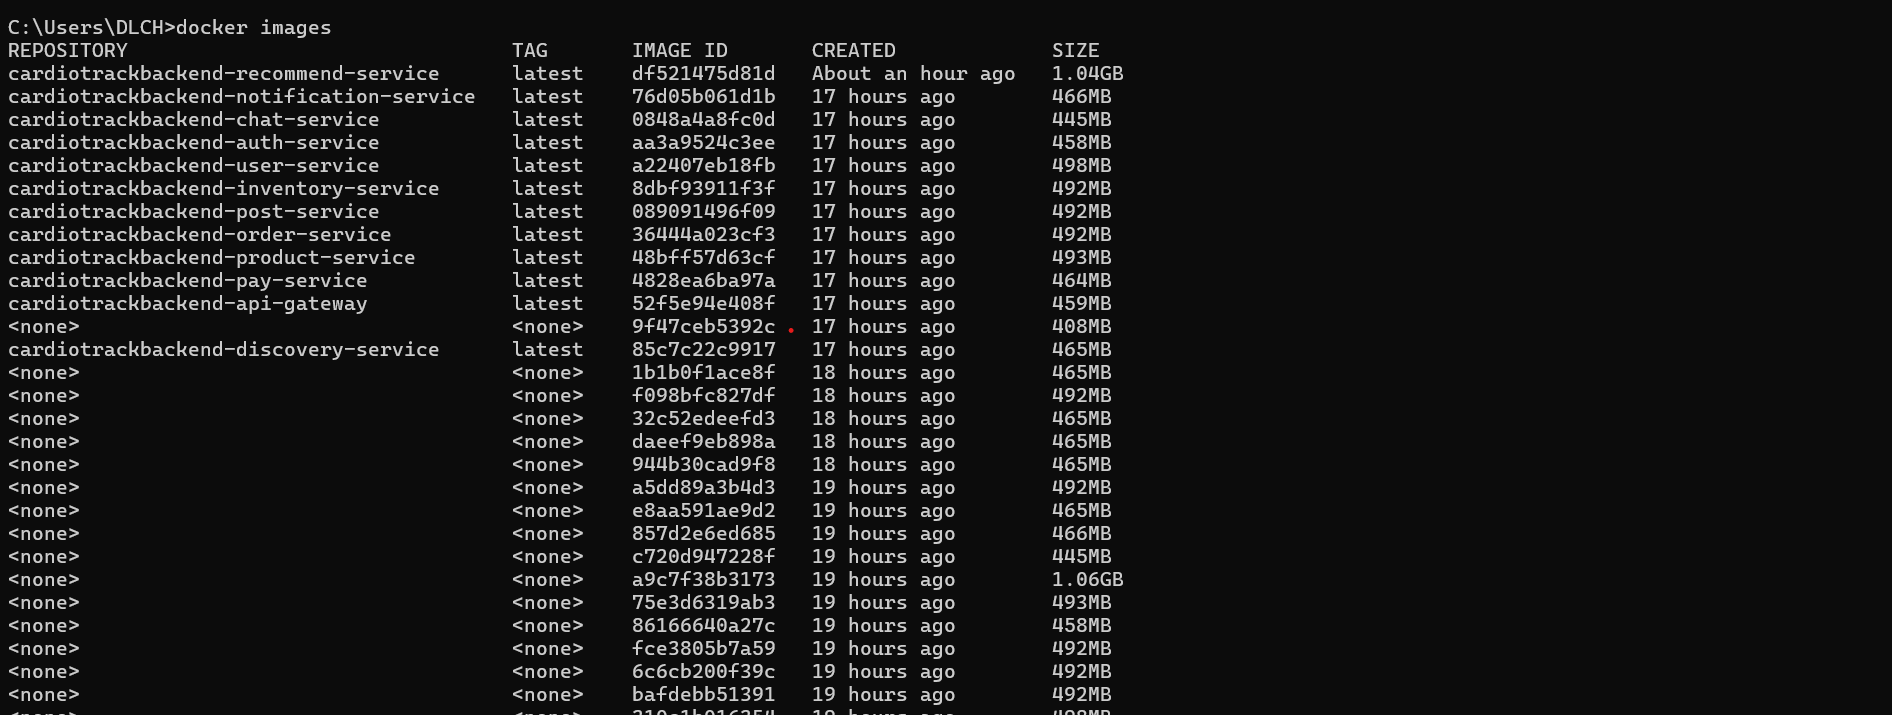 C:\Users\DLCH>docker images
REPOSITORY TAG IMAGE ID CREATED SIZE
cardiotrackbackend-recommend-service latest df521475d81d About an hour ago 1.04GB
cardiotrackbackend-notification-service latest 76d05b061d1b 17 hours ago 466MB
cardiotrackbackend-chat-service latest 0848a4a8fc0d 17 hours ago 445MB
cardiotrackbackend-auth-service latest aa3a9524c3ee 17 hours ago 458MB
cardiotrackbackend-user-service latest a22407eb18fb 17 hours ago 498MB
cardiotrackbackend-inventory-service latest 8dbf93911f3f 17 hours ago 492MB
cardiotrackbackend-post-service latest 089091496f09 17 hours ago 492MB
cardiotrackbackend-order-service latest 36444a023cf3 17 hours ago 492MB
cardiotrackbackend-product-service latest 48bff57d63cf 17 hours ago 493MB
cardiotrackbackend-pay-service latest 4828ea6ba97a 17 hours ago 464MB
cardiotrackbackend-api-gateway latest 52f5e94e408f 17 hours ago 459MB
<none> <none> 9f47ceb5392c 17 hours ago 408MB
cardiotrackbackend-discovery-service latest 85c7c22c9917 17 hours ago 465MB
<none> <none> 1b1b0f1ace8f 18 hours ago 465MB
<none> <none> f098bfc827df 18 hours ago 492MB
<none> <none> 32c52edeefd3 18 hours ago 465MB
<none> <none> daeef9eb898a 18 hours ago 465MB
<none> <none> 944b30cad9f8 18 hours ago 465MB
<none> <none> a5dd89a3b4d3 19 hours ago 492MB
<none> <none> e8aa591ae9d2 19 hours ago 465MB
<none> <none> 857d2e6ed685 19 hours ago 466MB
<none> <none> c720d947228f 19 hours ago 445MB
<none> <none> a9c7f38b3173 19 hours ago 1.06GB
<none> <none> 75e3d6319ab3 19 hours ago 493MB
<none> <none> 86166640a27c 19 hours ago 458MB
<none> <none> fce3805b7a59 19 hours ago 492MB
<none> <none> 6c6cb200f39c 19 hours ago 492MB
<none> <none> bafdebb51391 19 hours ago 492MB